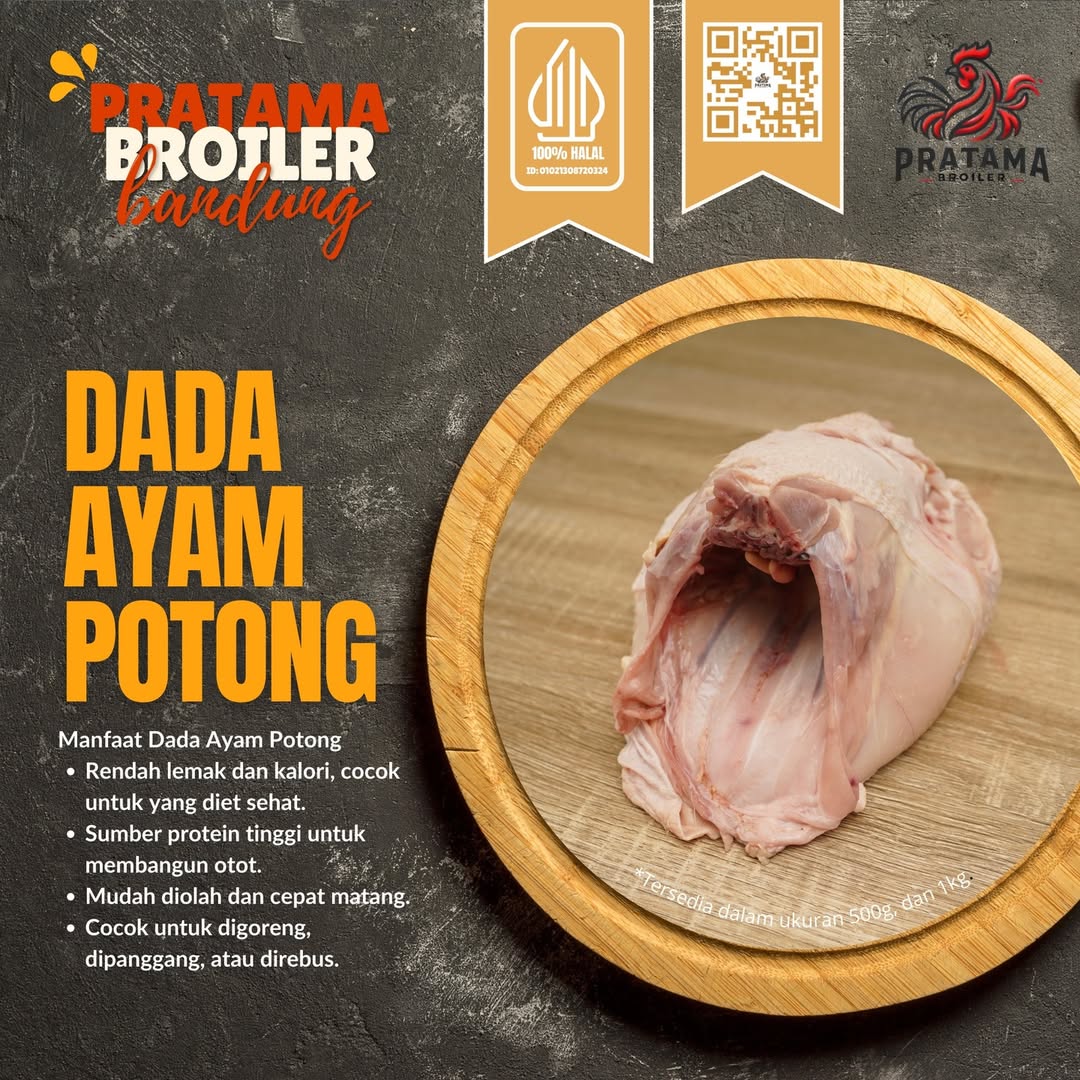 PRATAMA
BROILER
bandung
100% HALAL
ID: 01021308720324
PRATAMA
BROILER
DADA
AYAM
POTONG
Manfaat Dada Ayam Potong
• Rendah lemak dan kalori, cocok
untuk yang diet sehat.
• Sumber protein tinggi untuk
membangun otot.
• Mudah diolah dan cepat matang.
• Cocok untuk digoreng,
dipanggang, atau direbus.
*Tersedia dalam ukuran 500g, dan 1kg.